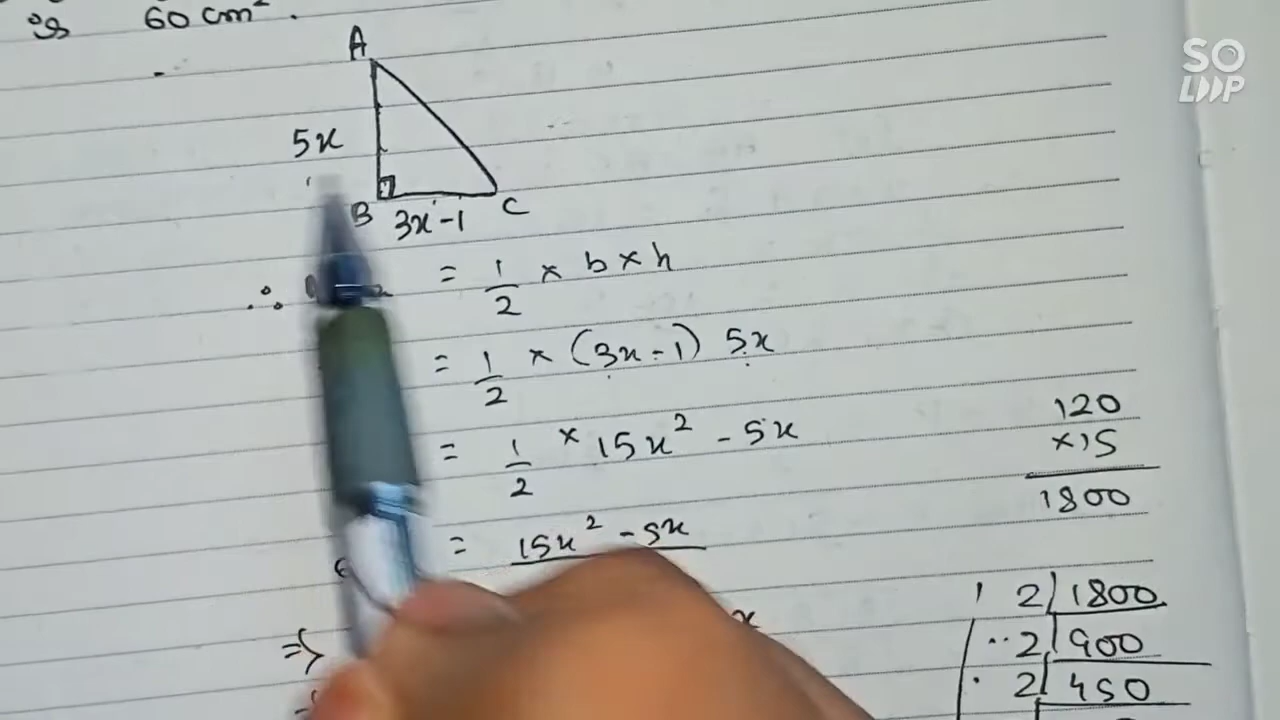 is 60 cm².
A
5x
B 3x-1 C
∴ = 1/2 × b × h
= 1/2 × (3x-1) 5x
= 1/2 × 15x² - 5x
= 15x² - 5x
⇒ x
120
×15
1800
2 1800
2 900
2 450
SO
LOOP